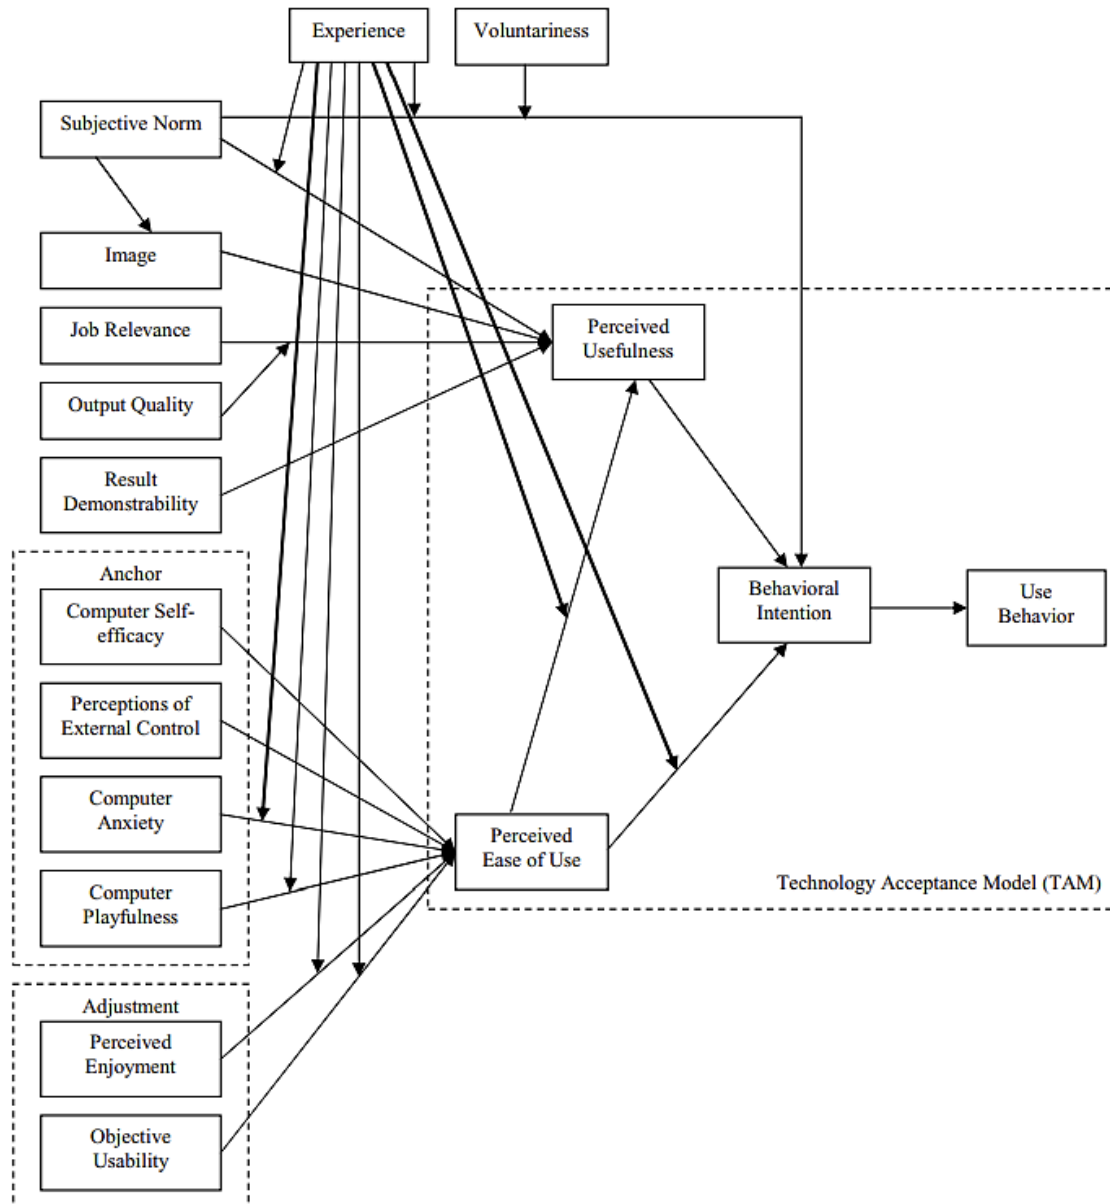 Experience
Voluntariness
Subjective Norm
Image
Job Relevance
Output Quality
Result
Demonstrability
Perceived
Usefulness
Anchor
Computer Self-
efficacy
Perceptions of
External Control
Computer
Anxiety
Computer
Playfulness
Behavioral
Intention
Use
Behavior
Perceived
Ease of Use
Technology Acceptance Model (TAM)
Adjustment
Perceived
Enjoyment
Objective
Usability